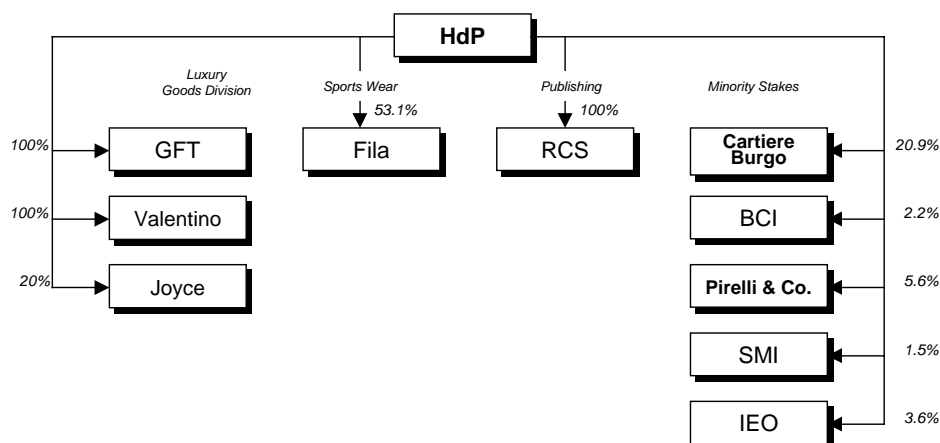 HdP
Luxury
Goods Division
Sports Wear
Publishing
Minority Stakes
53.1%
100%
100%
GFT
Fila
RCS
Cartiere
Burgo
20.9%
100%
Valentino
BCI
2.2%
20%
Joyce
Pirelli & Co.
5.6%
SMI
1.5%
IEO
3.6%